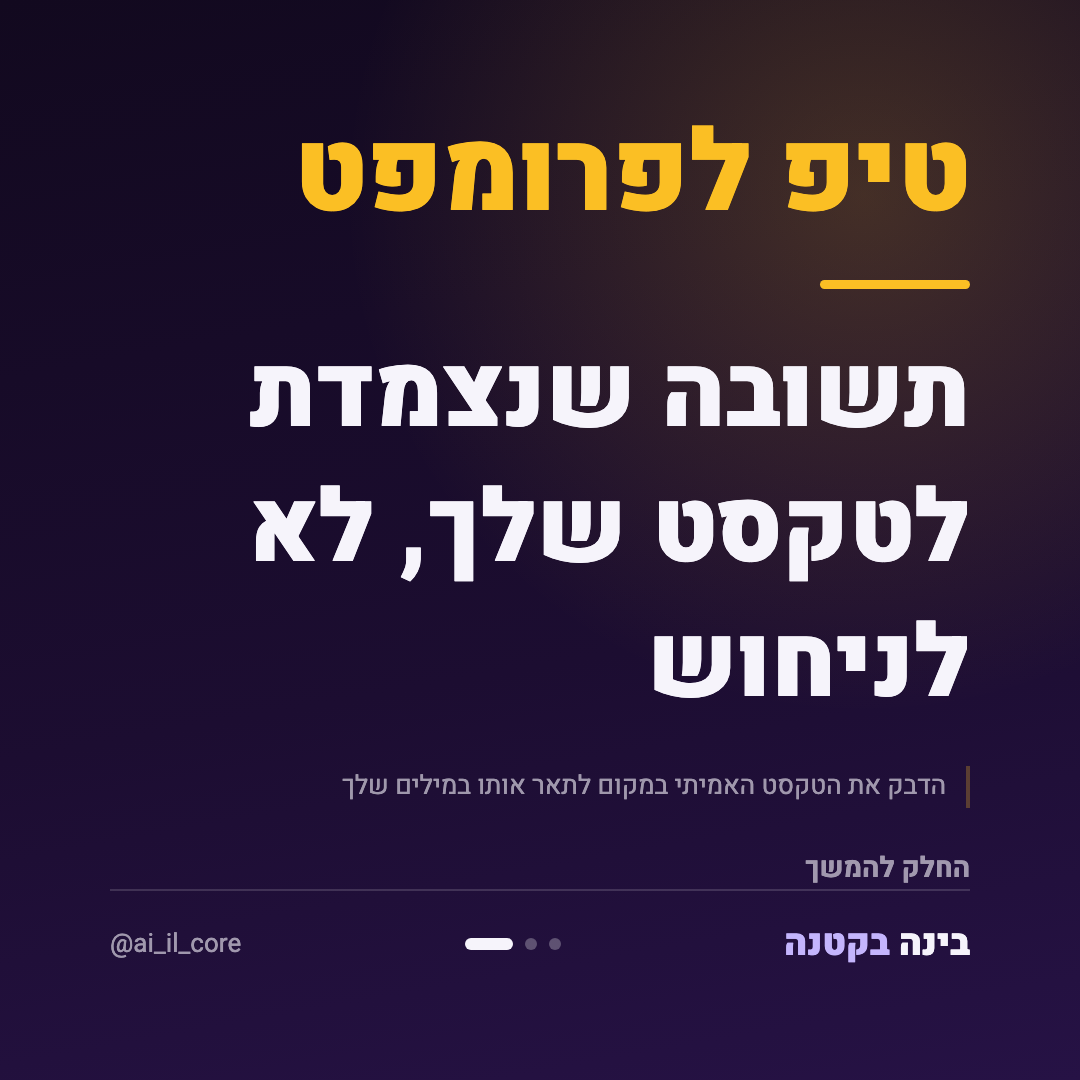 טיפ לפרומפט
תשובה שנצמדת
לטקסט שלך, לא
לניחוש
הדבק את הטקסט האמיתי במקום לתאר אותו במילים שלך
החלק להמשך
בינה בקטנה
@ai_il_core